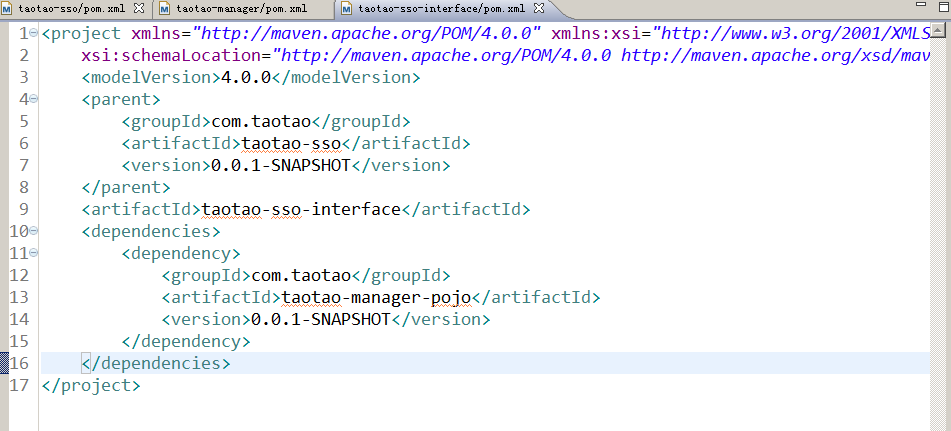 taotao-sso/pom.xml taotao-manager/pom.xml taotao-sso-interface/pom.xml
1 <project xmlns="http://maven.apache.org/POM/4.0.0" xmlns:xsi="http://www.w3.org/2001/XMLS
2 xsi:schemaLocation="http://maven.apache.org/POM/4.0.0 http://maven.apache.org/xsd/mav
3 <modelVersion>4.0.0</modelVersion>
4 <parent>
5 <groupId>com.taotao</groupId>
6 <artifactId>taotao-sso</artifactId>
7 <version>0.0.1-SNAPSHOT</version>
8 </parent>
9 <artifactId>taotao-sso-interface</artifactId>
10 <dependencies>
11 <dependency>
12 <groupId>com.taotao</groupId>
13 <artifactId>taotao-manager-pojo</artifactId>
14 <version>0.0.1-SNAPSHOT</version>
15 </dependency>
16 </dependencies>
17 </project>